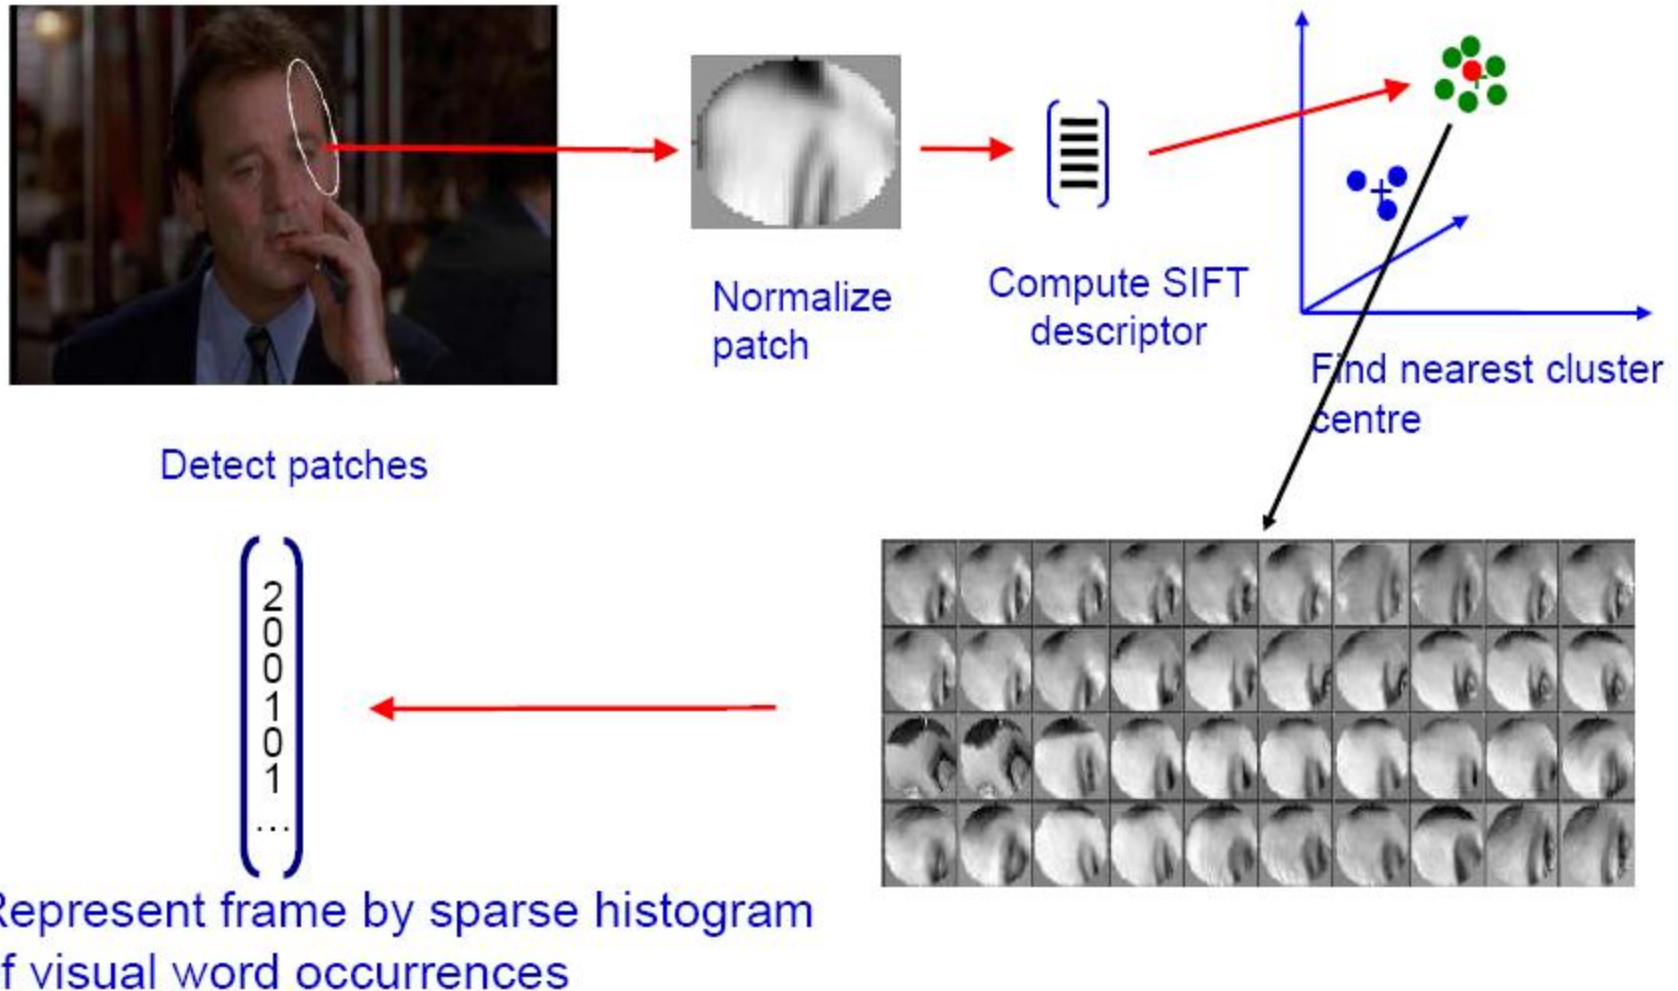 Normalize
patch
Compute SIFT
descriptor
Find nearest cluster
centre
Detect patches
2
0
0
1
0
1
...
Represent frame by sparse histogram
f visual word occurrences